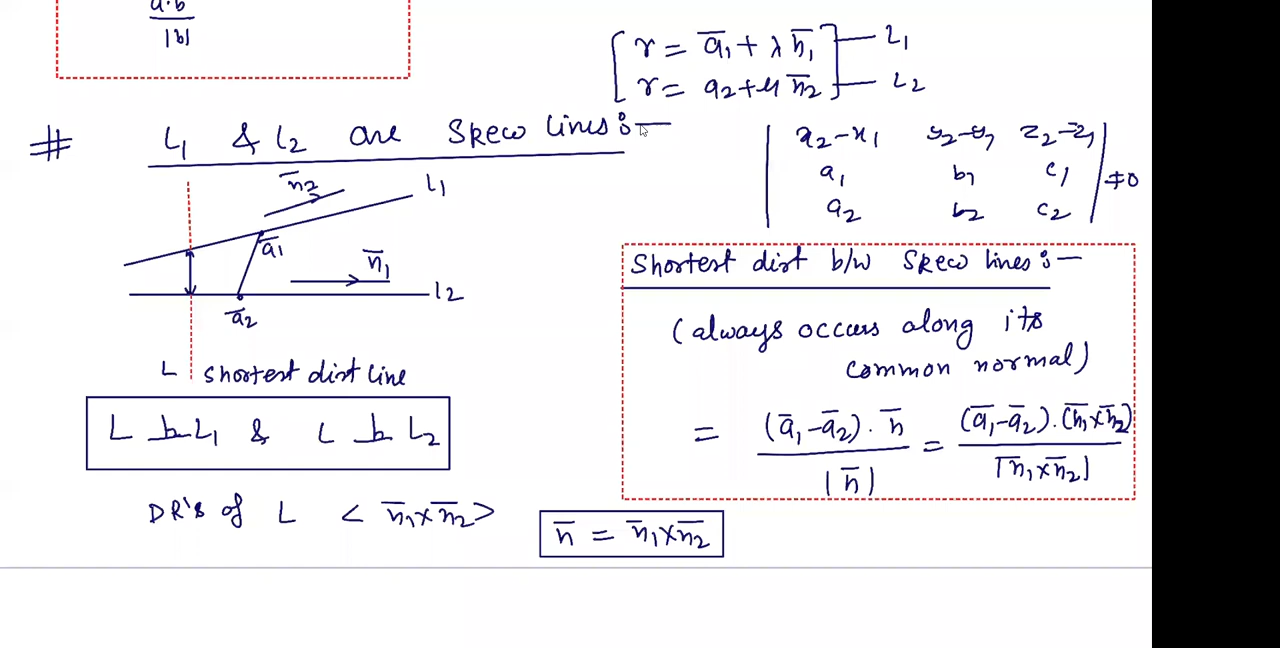 a·b
|b|
r = a̅₁ + λ n̅₁ — L₁
r = a₂ + μ n̅₂ — L₂
# L₁ & L₂ are Skew lines :—
x₂-x₁ y₂-y₁ z₂-z₁
a₁ b₁ c₁ ≠0
a₂ b₂ c₂
n̅₂ L₁
a̅₁ n̅₁
L₂
a̅₂
L shortest dist line
L ⊥ L₁ & L ⊥ L₂
DR's of L < n̅₁×n̅₂>
n̅ = n̅₁×n̅₂
Shortest dist b/w Skew lines :—
(always occurs along its
common normal)
= (a̅₁-a̅₂)·n̅ / |n̅| = (a̅₁-a̅₂)·(n̅₁×n̅₂) / |n̅₁×n̅₂|